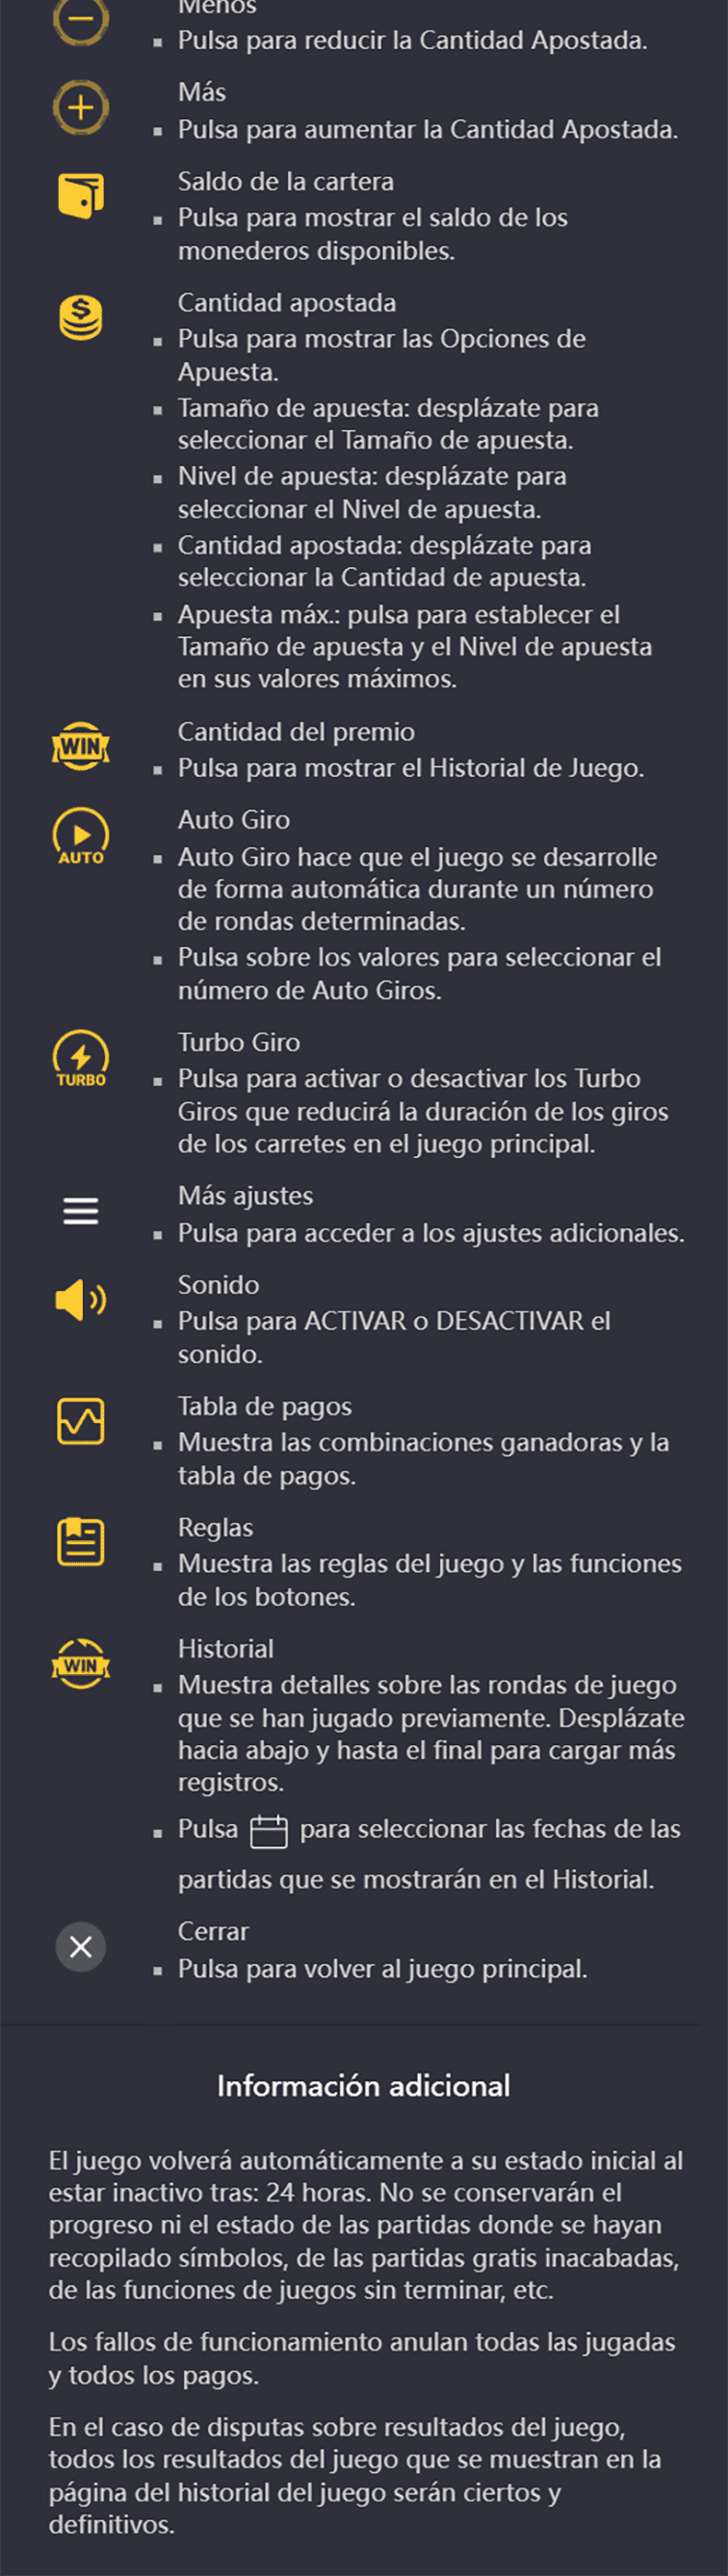 Menos
Pulsa para reducir la Cantidad Apostada.
Más
Pulsa para aumentar la Cantidad Apostada.
Saldo de la cartera
Pulsa para mostrar el saldo de los
monederos disponibles.
$
Cantidad apostada
Pulsa para mostrar las Opciones de
Apuesta.
Tamaño de apuesta: desplázate para
seleccionar el Tamaño de apuesta.
Nivel de apuesta: desplázate para
seleccionar el Nivel de apuesta.
Cantidad apostada: desplázate para
seleccionar la Cantidad de apuesta.
Apuesta máx.: pulsa para establecer el
Tamaño de apuesta y el Nivel de apuesta
en sus valores máximos.
WIN
Cantidad del premio
Pulsa para mostrar el Historial de Juego.
AUTO
Auto Giro
Auto Giro hace que el juego se desarrolle
de forma automática durante un número
de rondas determinadas.
Pulsa sobre los valores para seleccionar el
número de Auto Giros.
TURBO
Turbo Giro
Pulsa para activar o desactivar los Turbo
Giros que reducirá la duración de los giros
de los carretes en el juego principal.
Más ajustes
Pulsa para acceder a los ajustes adicionales.
Sonido
Pulsa para ACTIVAR o DESACTIVAR el
sonido.
Tabla de pagos
Muestra las combinaciones ganadoras y la
tabla de pagos.
Reglas
Muestra las reglas del juego y las funciones
de los botones.
WIN
Historial
Muestra detalles sobre las rondas de juego
que se han jugado previamente. Desplázate
hacia abajo y hasta el final para cargar más
registros.
Pulsa para seleccionar las fechas de las
partidas que se mostrarán en el Historial.
Cerrar
Pulsa para volver al juego principal.
Información adicional
El juego volverá automáticamente a su estado inicial al
estar inactivo tras: 24 horas. No se conservarán el
progreso ni el estado de las partidas donde se hayan
recopilado símbolos, de las partidas gratis inacabadas,
de las funciones de juegos sin terminar, etc.
Los fallos de funcionamiento anulan todas las jugadas
y todos los pagos.
En el caso de disputas sobre resultados del juego,
todos los resultados del juego que se muestran en la
página del historial del juego serán ciertos y
definitivos.